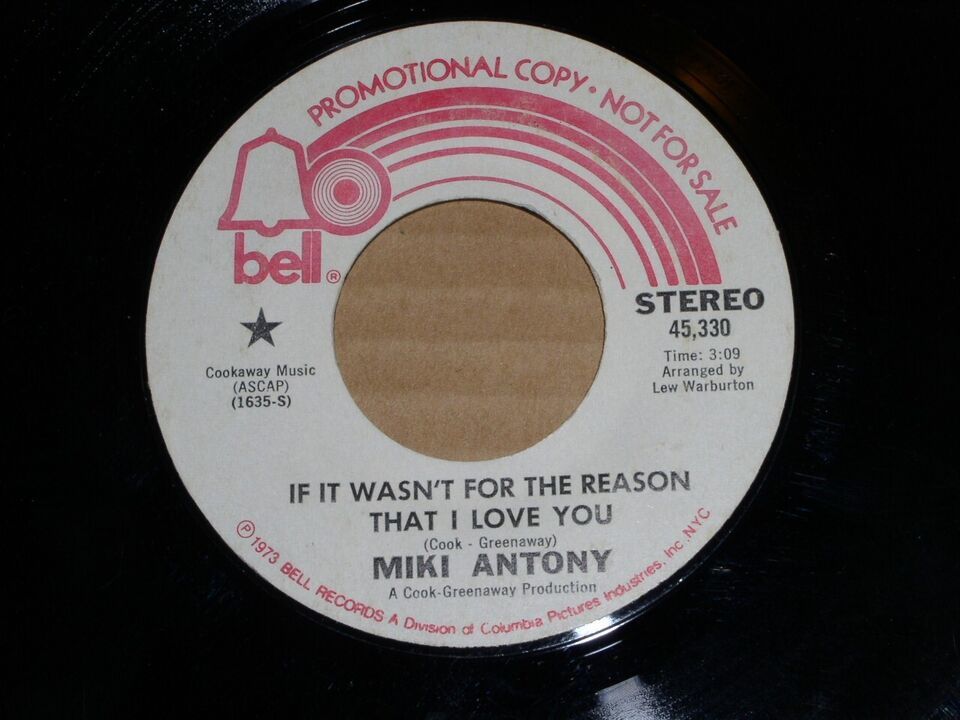 PROMOTIONAL COPY • NOT FOR SALE
bell®
STEREO
45,330
Time: 3:09
Arranged by
Lew Warburton
Cookaway Music
(ASCAP)
(1635-S)
IF IT WASN'T FOR THE REASON
THAT I LOVE YOU
(Cook - Greenaway)
MIKI ANTONY
A Cook-Greenaway Production
℗ 1973 BELL RECORDS A Division of Columbia Pictures Industries, Inc., NYC